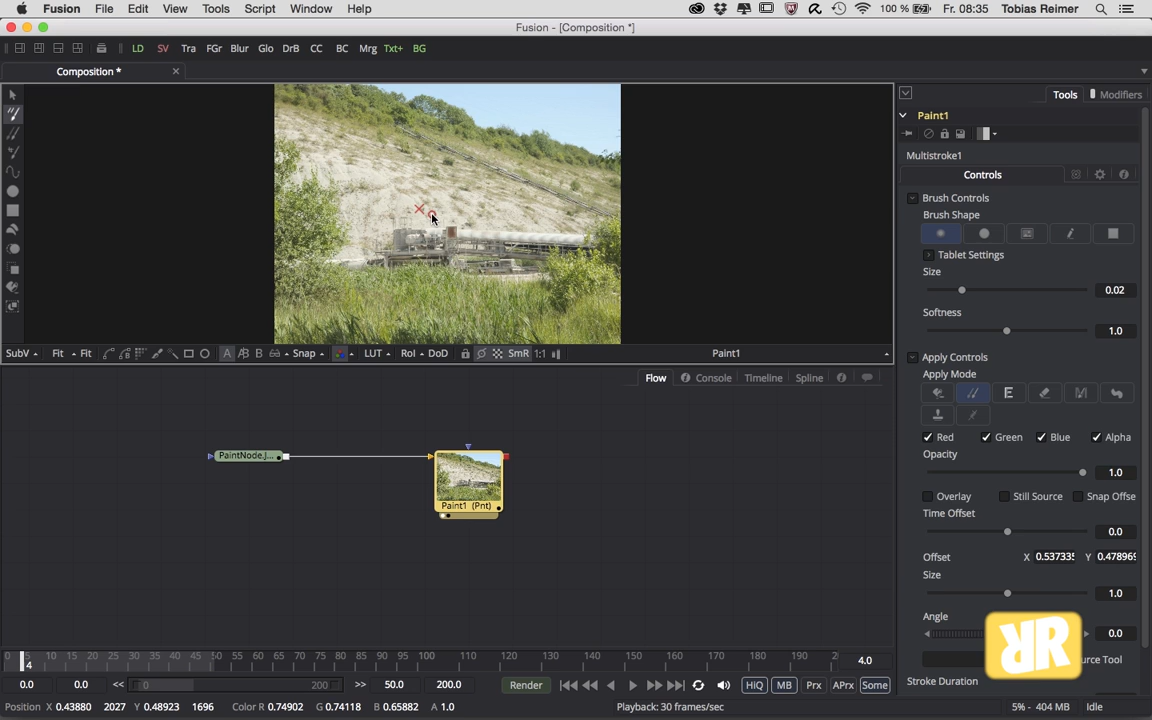 Fusion File Edit View Tools Script Window Help 100 % Fr. 08:35 Tobias Reimer
Fusion - [Composition *]
LD SV Tra FGr Blur Glo DrB CC BC Mrg Txt+ BG
Composition *
Tools Modifiers
Paint1
Multistroke1
Controls
Brush Controls
Brush Shape
Tablet Settings
Size
0.02
Softness
1.0
Apply Controls
Apply Mode
E
Red Green Blue Alpha
Opacity
1.0
Overlay Still Source Snap Offse
Time Offset
0.0
Offset X 0.537335 Y 0.478969
Size
1.0
Angle
0.0
urce Tool
Stroke Duration
RR
SubV Fit Fit A A/B B Snap LUT RoI DoD SmR 1:1 Paint1
Flow Console Timeline Spline
PaintNode.j...
Paint1 (Pnt)
0 5 10 15 20 25 30 35 40 45 50 55 60 65 70 75 80 85 90 95 100 110 120 130 140 150 160 170 180 190 2 4.0
4
0.0 0.0 << 0 200 >> 50.0 200.0 Render HiQ MB Prx APrx Some
Position X 0.43880 2027 Y 0.48923 1696 Color R 0.74902 G 0.74118 B 0.65882 A 1.0 Playback: 30 frames/sec 5% - 404 MB Idle